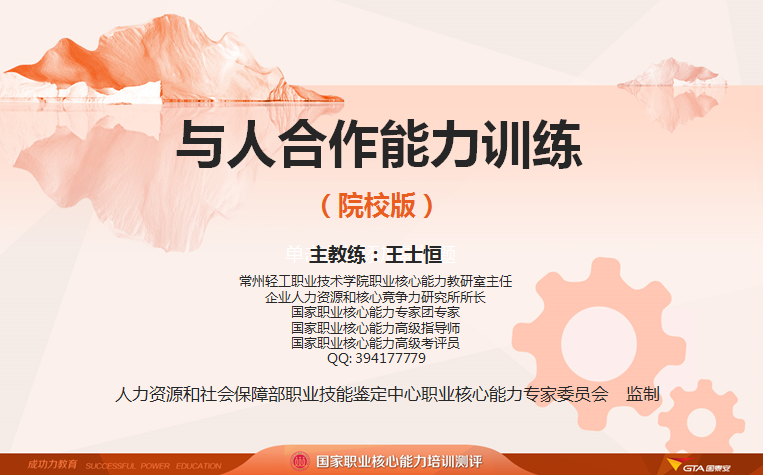 与人合作能力训练
（院校版）
主教练：王士恒
常州轻工职业技术学院职业核心能力教研室主任
企业人力资源和核心竞争力研究所所长
国家职业核心能力专家团专家
国家职业核心能力高级指导师
国家职业核心能力高级考评员
QQ: 394177779
人力资源和社会保障部职业技能鉴定中心职业核心能力专家委员会 监制
成功力教育 SUCCESSFUL POWER EDUCATION
国家职业核心能力培训测评
GTA 国泰安